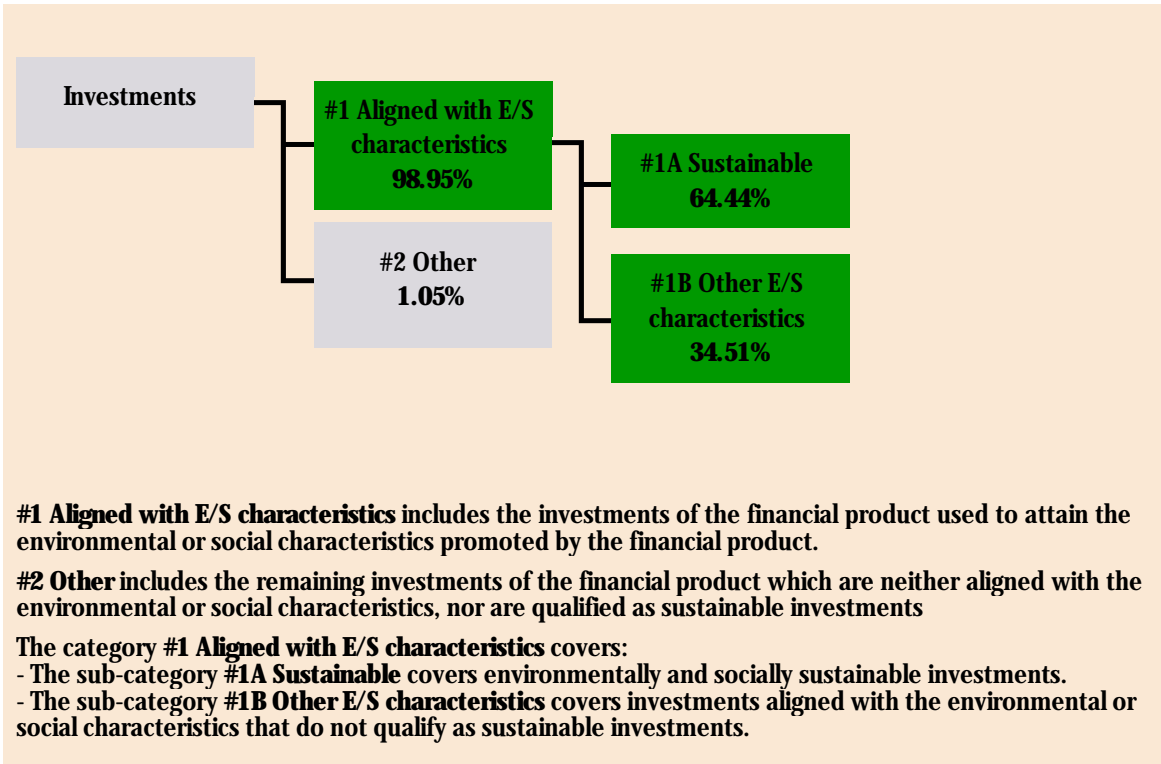 Investments
#1 Aligned with E/S
characteristics
98.95%
#2 Other
1.05%
#1A Sustainable
64.44%
#1B Other E/S
characteristics
34.51%
#1 Aligned with E/S characteristics includes the investments of the financial product used to attain the
environmental or social characteristics promoted by the financial product.
#2 Other includes the remaining investments of the financial product which are neither aligned with the
environmental or social characteristics, nor are qualified as sustainable investments
The category #1 Aligned with E/S characteristics covers:
- The sub-category #1A Sustainable covers environmentally and socially sustainable investments.
- The sub-category #1B Other E/S characteristics covers investments aligned with the environmental or
social characteristics that do not qualify as sustainable investments.